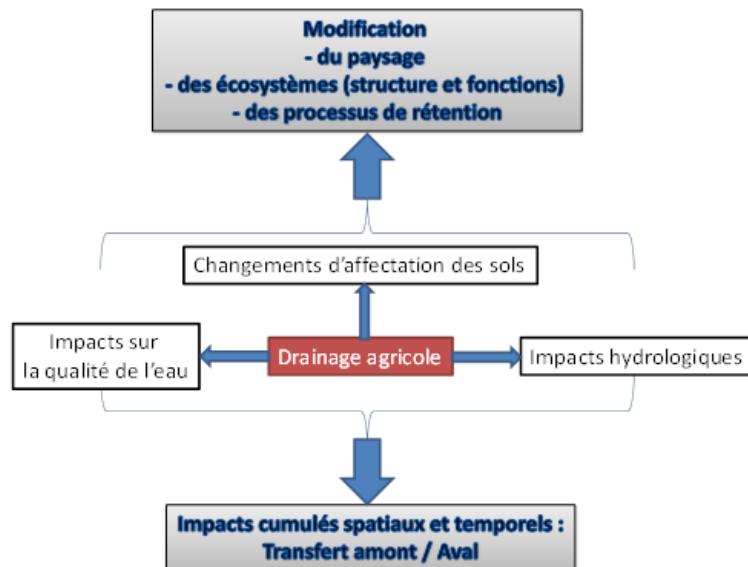 Modification
- du paysage
- des écosystèmes (structure et fonctions)
- des processus de rétention
Changements d'affectation des sols
Impacts sur
la qualité de l'eau
Drainage agricole
Impacts hydrologiques
Impacts cumulés spatiaux et temporels :
Transfert amont / Aval